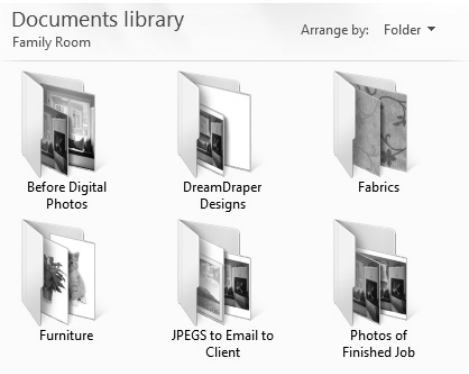 Documents library
Family Room
Arrange by: Folder
Before Digital
Photos
DreamDraper
Designs
Fabrics
Furniture
JPEGS to Email to
Client
Photos of
Finished Job